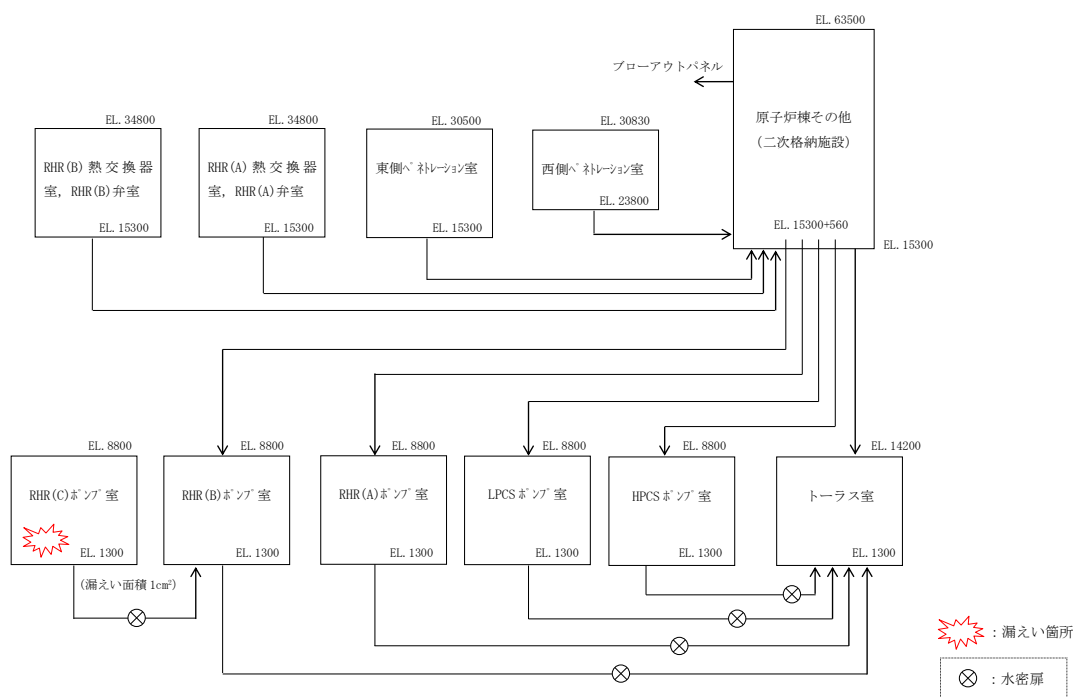 EL. 63500
ブローアウトパネル
原子炉棟その他
(二次格納施設)
EL. 15300+560
EL. 15300
EL. 34800
RHR(B) 熱交換器
室, RHR(B)弁室
EL. 15300
EL. 34800
RHR(A) 熱交換器
室, RHR(A)弁室
EL. 15300
EL. 30500
東側ペネトレーション室
EL. 15300
EL. 30830
西側ペネトレーション室
EL. 23800
EL. 8800
RHR(C)ポンプ室
EL. 1300
(漏えい面積 1cm²)
EL. 8800
RHR(B)ポンプ室
EL. 1300
EL. 8800
RHR(A)ポンプ室
EL. 1300
EL. 8800
LPCSポンプ室
EL. 1300
EL. 8800
HPCSポンプ室
EL. 1300
EL. 14200
トーラス室
EL. 1300
:漏えい箇所
:水密扉